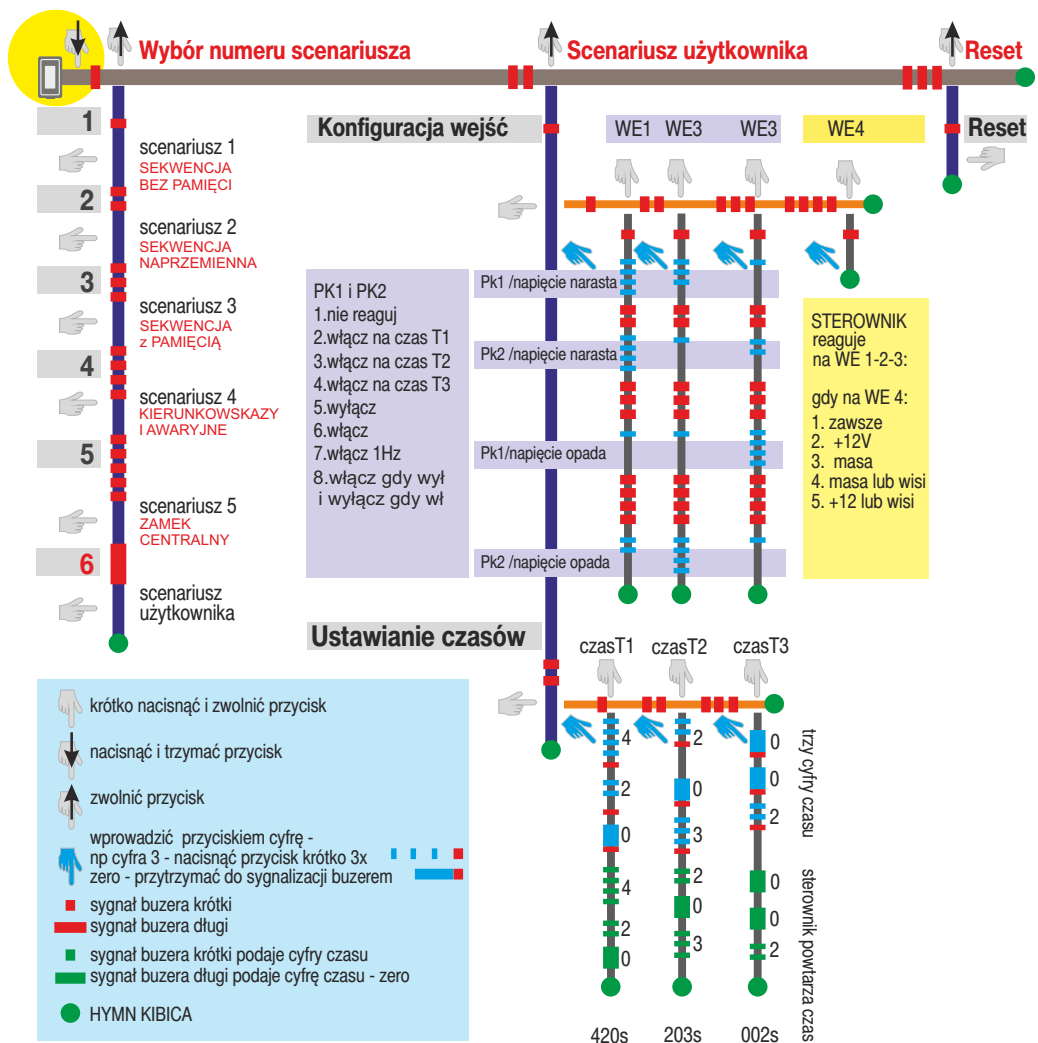 Wybór numeru scenariusza
Scenariusz użytkownika
Reset
1
scenariusz 1
SEKWENCJA
BEZ PAMIĘCI
2
scenariusz 2
SEKWENCJA
NAPRZEMIENNA
3
scenariusz 3
SEKWENCJA
z PAMIĘCIĄ
4
scenariusz 4
KIERUNKOWSKAZY
I AWARYJNE
5
scenariusz 5
ZAMEK
CENTRALNY
6
scenariusz
użytkownika
Konfiguracja wejść
WE1 WE3 WE3 WE4
Reset
PK1 i PK2
1.nie reaguj
2.włącz na czas T1
3.włącz na czas T2
4.włącz na czas T3
5.wyłącz
6.włącz
7.włącz 1Hz
8.włącz gdy wył
i wyłącz gdy wł
Pk1 /napięcie narasta
Pk2 /napięcie narasta
Pk1/napięcie opada
Pk2 /napięcie opada
STEROWNIK
reaguje
na WE 1-2-3:
gdy na WE 4:
1. zawsze
2. +12V
3. masa
4. masa lub wisi
5. +12 lub wisi
Ustawianie czasów
czasT1 czasT2 czasT3
4
2
0
4
2
0
2
0
3
2
0
3
0
0
2
0
0
2
trzy cyfry czasu
sterownik powtarza czas
420s 203s 002s
krótko nacisnąć i zwolnić przycisk
nacisnąć i trzymać przycisk
zwolnić przycisk
wprowadzić przyciskiem cyfrę -
np cyfra 3 - nacisnąć przycisk krótko 3x
zero - przytrzymać do sygnalizacji buzerem
sygnał buzera krótki
sygnał buzera długi
sygnał buzera krótki podaje cyfry czasu
sygnał buzera długi podaje cyfrę czasu - zero
HYMN KIBICA